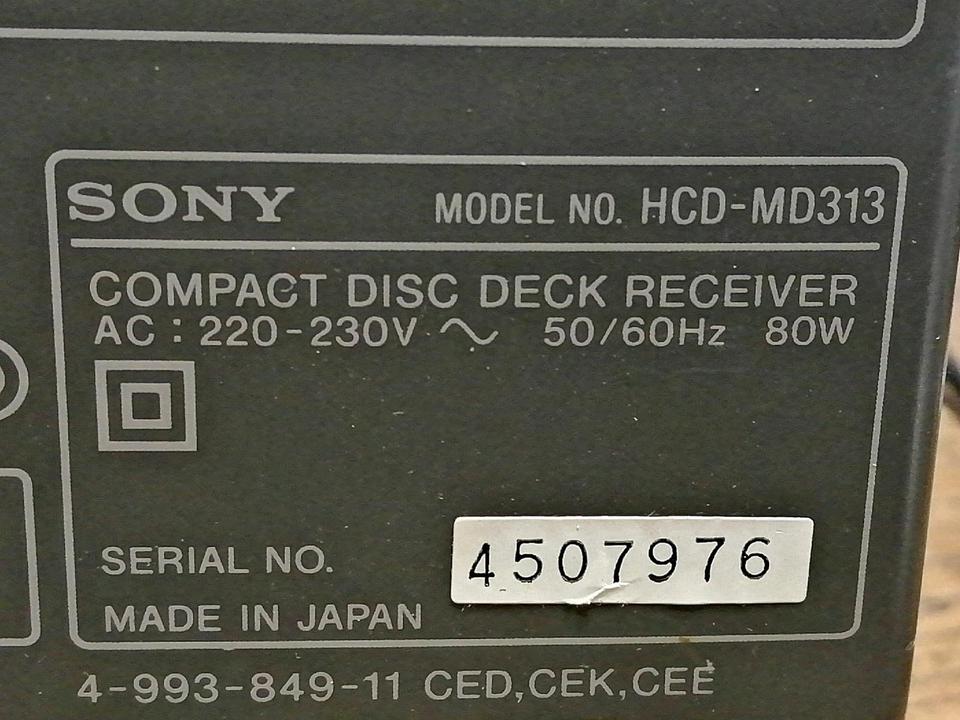 SONY MODEL NO. HCD-MD313
COMPACT DISC DECK RECEIVER
AC : 220-230V ~ 50/60Hz 80W
SERIAL NO. 4507976
MADE IN JAPAN
4-993-849-11 CED,CEK,CEE